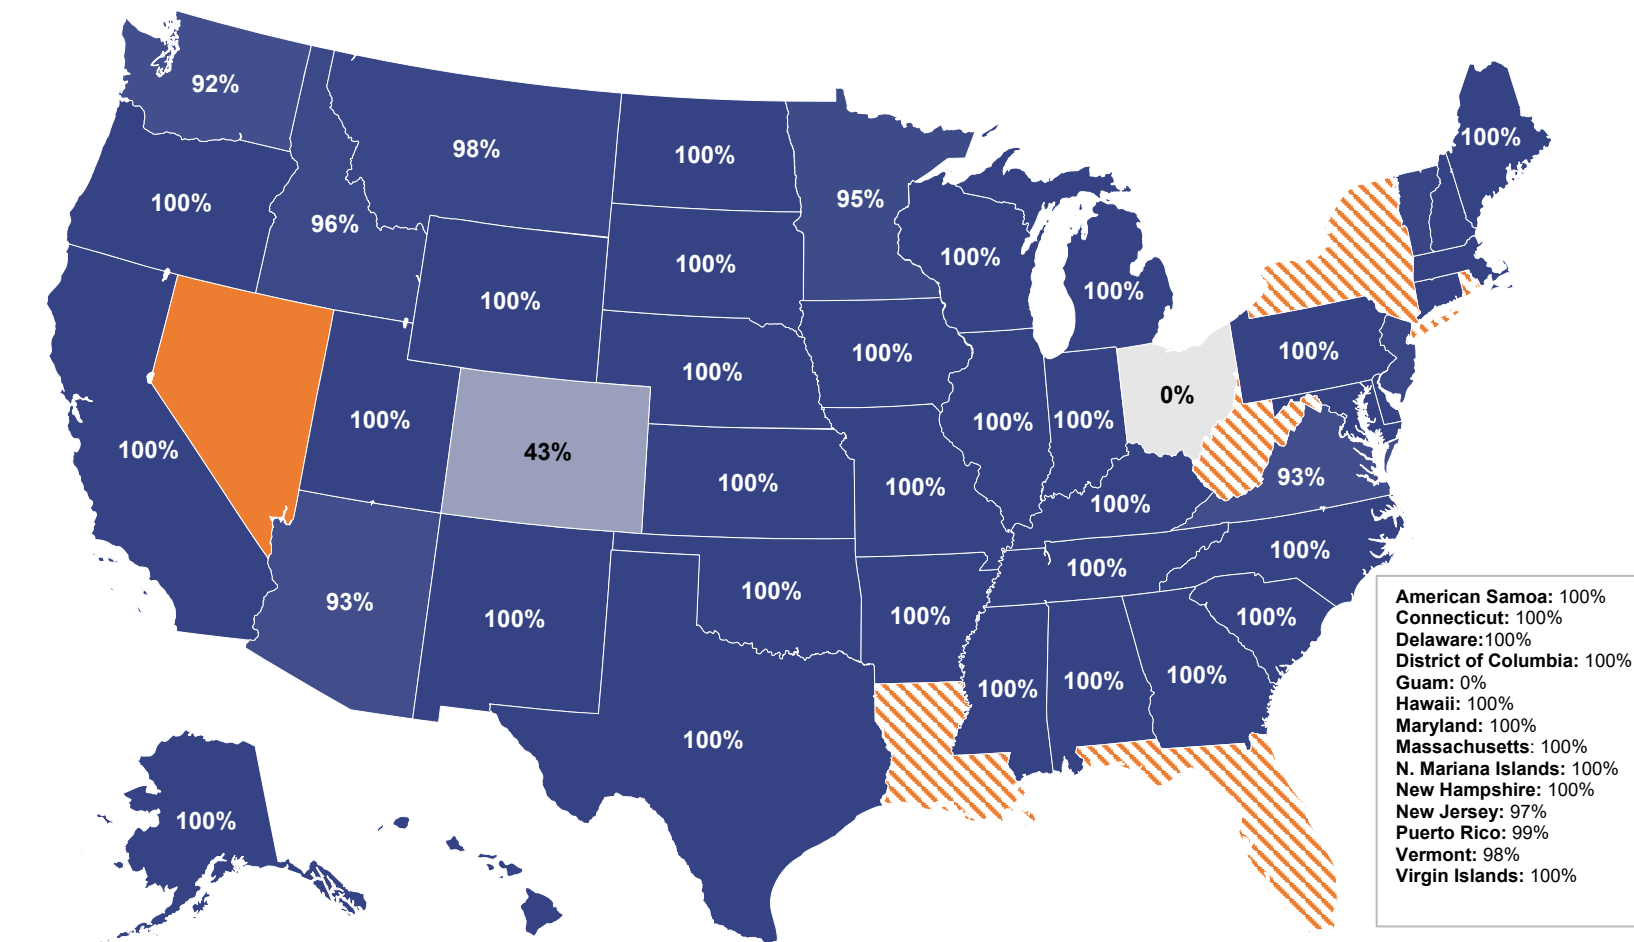 92%
98%
100%
100%
100%
96%
95%
100%
100%
100%
100%
100%
100%
100%
100%
0%
100%
100%
43%
100%
100%
100%
100%
100%
93%
100%
93%
100%
100%
100%
100%
100%
100%
100%
100%
100%
100%
100%
American Samoa: 100%
Connecticut: 100%
Delaware:100%
District of Columbia: 100%
Guam: 0%
Hawaii: 100%
Maryland: 100%
Massachusetts: 100%
N. Mariana Islands: 100%
New Hampshire: 100%
New Jersey: 97%
Puerto Rico: 99%
Vermont: 98%
Virgin Islands: 100%